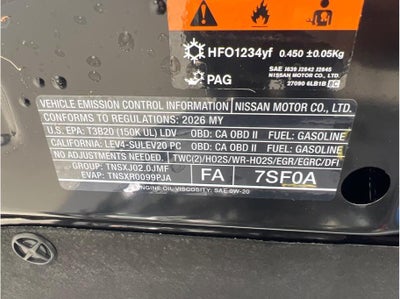 HFO1234yf 0.450 ±0.05Kg
PAG
SAE J639 J2842 J2845
NISSAN MOTOR CO., LTD.
27090 6LB1B EC
VEHICLE EMISSION CONTROL INFORMATION NISSAN MOTOR CO., LTD.
CONFORMS TO REGULATIONS: 2026 MY
U.S. EPA: T3B20 (150K UL) LDV OBD: CA OBD II FUEL: GASOLINE
CALIFORNIA: LEV4-SULEV20 PC OBD: CA OBD II FUEL: GASOLINE
NO ADJUSTMENTS NEEDED. TWC(2)/HO2S/WR-HO2S/EGR/EGRC/DFI
GROUP: TNSXJ02.0JMF
EVAP: TNSXR0099PJA
FA 7SF0A
ENGINE OIL VISCOSITY: SAE 0W-20